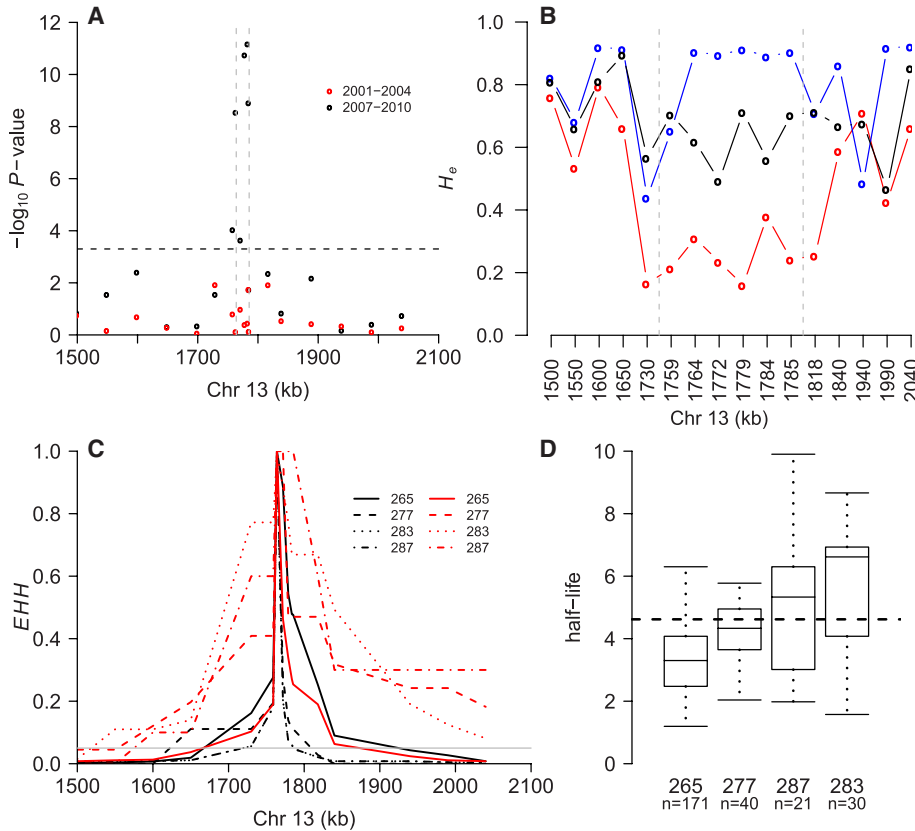 A
−log10 P−value
12
10
8
6
4
2
0
2001−2004
2007−2010
1500 1700 1900 2100
Chr 13 (kb)
B
He
1.0
0.8
0.6
0.4
0.2
0.0
1500 1550 1600 1650 1730 1759 1764 1772 1779 1784 1785 1818 1840 1940 1990 2040
Chr 13 (kb)
C
EHH
1.0
0.8
0.6
0.4
0.2
0.0
265 265
277 277
283 283
287 287
1500 1600 1700 1800 1900 2000 2100
Chr 13 (kb)
D
half−life
10
8
6
4
2
0
265 277 287 283
n=171 n=40 n=21 n=30